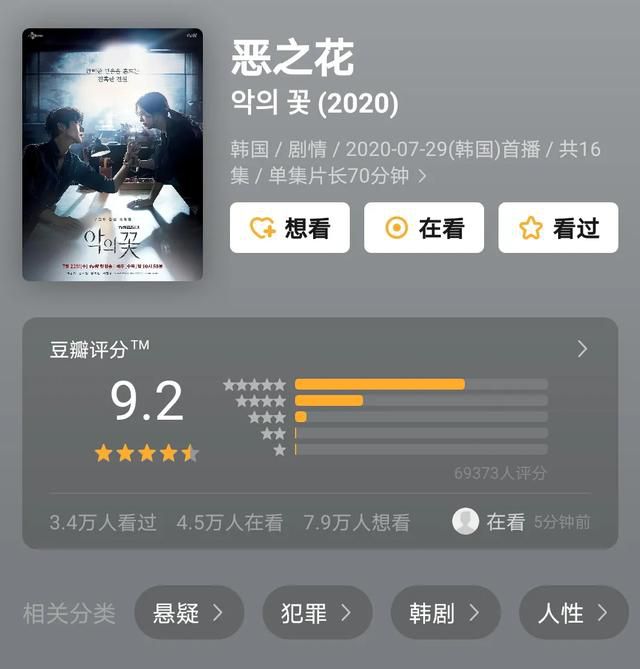 恶之花
악의 꽃 (2020)
韩国 / 剧情 / 2020-07-29(韩国)首播 / 共16
集 / 单集片长70分钟
想看
在看
看过
악의 꽃
豆瓣评分™
9.2
69373人评分
3.4万人看过
4.5万人在看
7.9万人想看
在看
5分钟前
相关分类
悬疑
犯罪
韩剧
人性